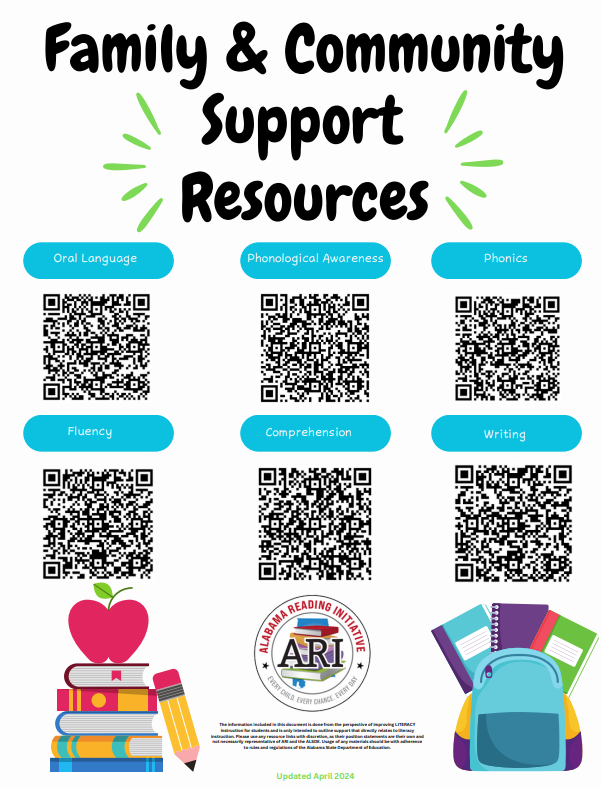 Family & Community
Support
Resources
Oral Language
Phonological Awareness
Phonics
Fluency
Comprehension
Writing
ALABAMA READING INITIATIVE
ARI
EVERY CHILD. EVERY CHANCE. EVERY DAY
The information included in this document is done from the perspective of improving LITERACY
instruction for students and is only intended to outline support that directly relates to literacy
instruction. Please use any resource links with discretion, as their position statements are their own and
not necessarily representative of ARI and the ALSDE. Usage of any materials should be with adherence
to rules and regulations of the Alabama State Department of Education.
Updated April 2024